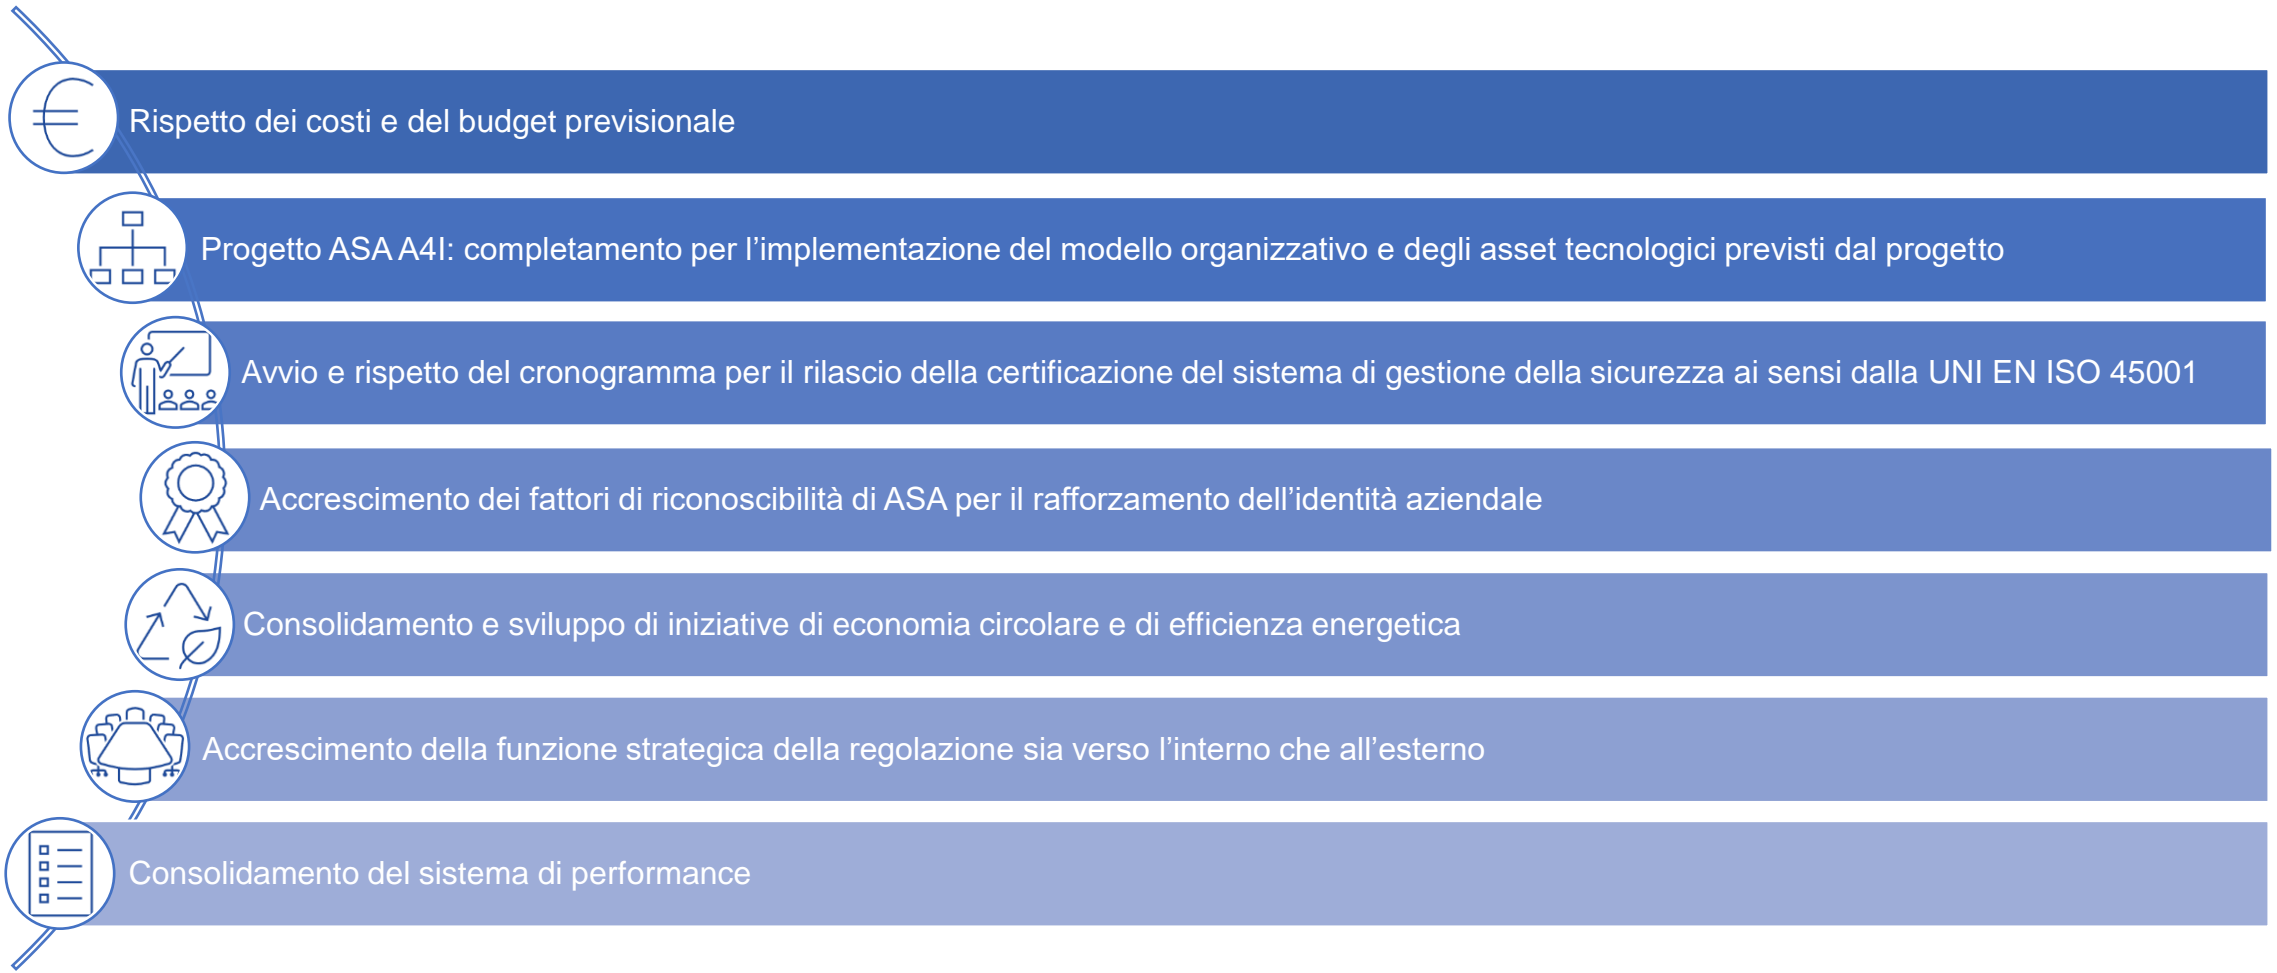 Rispetto dei costi e del budget previsionale
Progetto ASA A4I: completamento per l’implementazione del modello organizzativo e degli asset tecnologici previsti dal progetto
Avvio e rispetto del cronogramma per il rilascio della certificazione del sistema di gestione della sicurezza ai sensi dalla UNI EN ISO 45001
Accrescimento dei fattori di riconoscibilità di ASA per il rafforzamento dell’identità aziendale
Consolidamento e sviluppo di iniziative di economia circolare e di efficienza energetica
Accrescimento della funzione strategica della regolazione sia verso l’interno che all’esterno
Consolidamento del sistema di performance